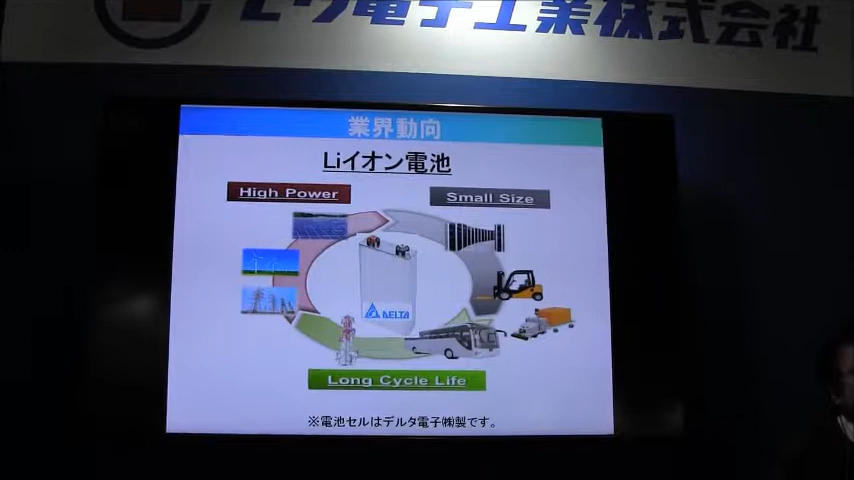 電子工業株式会社
業界動向
Liイオン電池
High Power
Small Size
DELTA
Long Cycle Life
※電池セルはデルタ電子㈱製です。